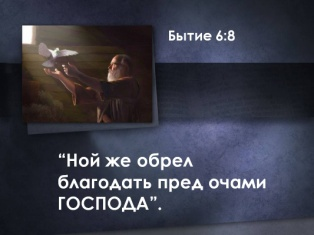 Бытие 6:8
“Ной же обрел
благодать пред очами
ГОСПОДА”.